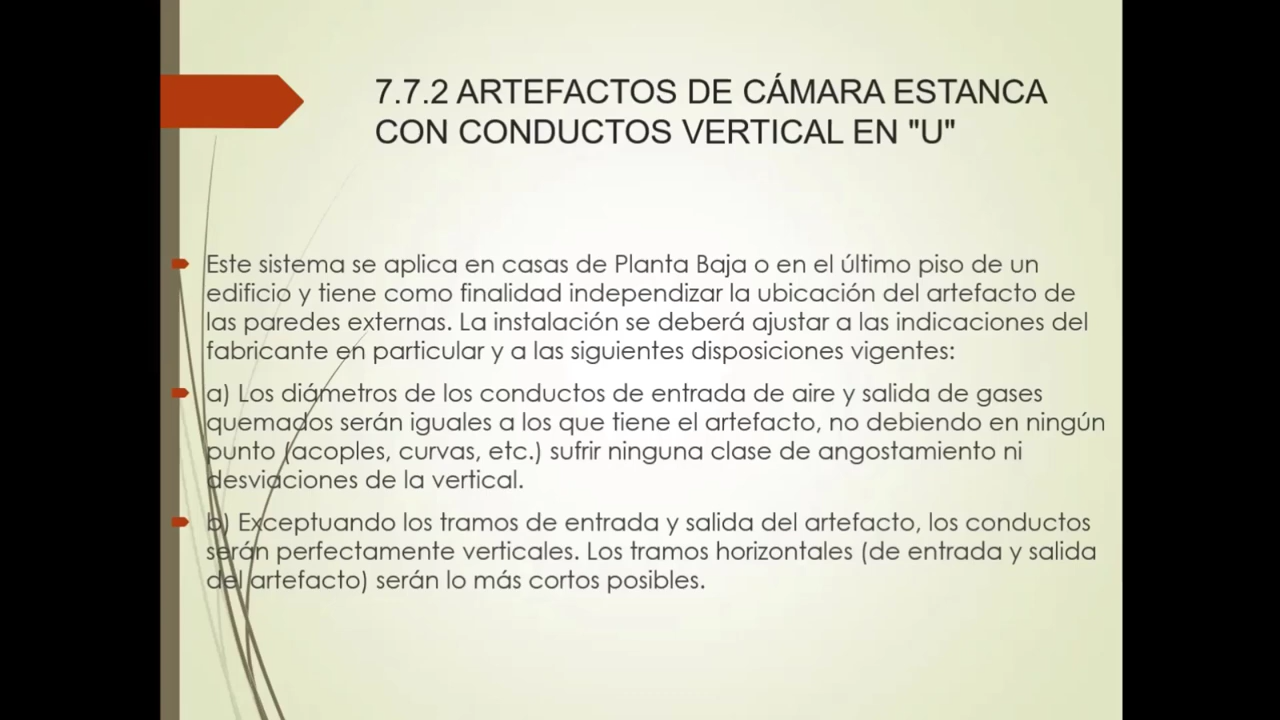 7.7.2 ARTEFACTOS DE CÁMARA ESTANCA
CON CONDUCTOS VERTICAL EN "U"
Este sistema se aplica en casas de Planta Baja o en el último piso de un
edificio y tiene como finalidad independizar la ubicación del artefacto de
las paredes externas. La instalación se deberá ajustar a las indicaciones del
fabricante en particular y a las siguientes disposiciones vigentes:
a) Los diámetros de los conductos de entrada de aire y salida de gases
quemados serán iguales a los que tiene el artefacto, no debiendo en ningún
punto (acoples, curvas, etc.) sufrir ninguna clase de angostamiento ni
desviaciones de la vertical.
b) Exceptuando los tramos de entrada y salida del artefacto, los conductos
serán perfectamente verticales. Los tramos horizontales (de entrada y salida
del artefacto) serán lo más cortos posibles.